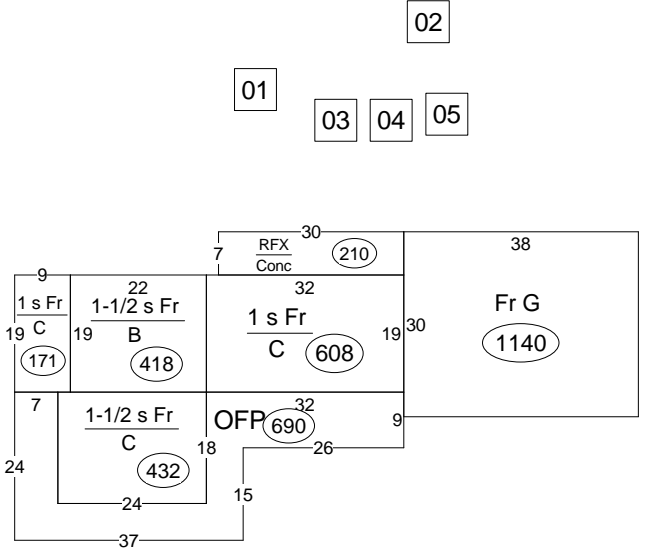 02
01
03 04 05
30
7 RFX 210
Conc
38
9
22
32
1 s Fr
C
19
171
1-1/2 s Fr
B
19
418
1 s Fr
C
608
19
30
Fr G
1140
7
1-1/2 s Fr
C
432
18
24
OFP
690
32
9
26
24
15
37